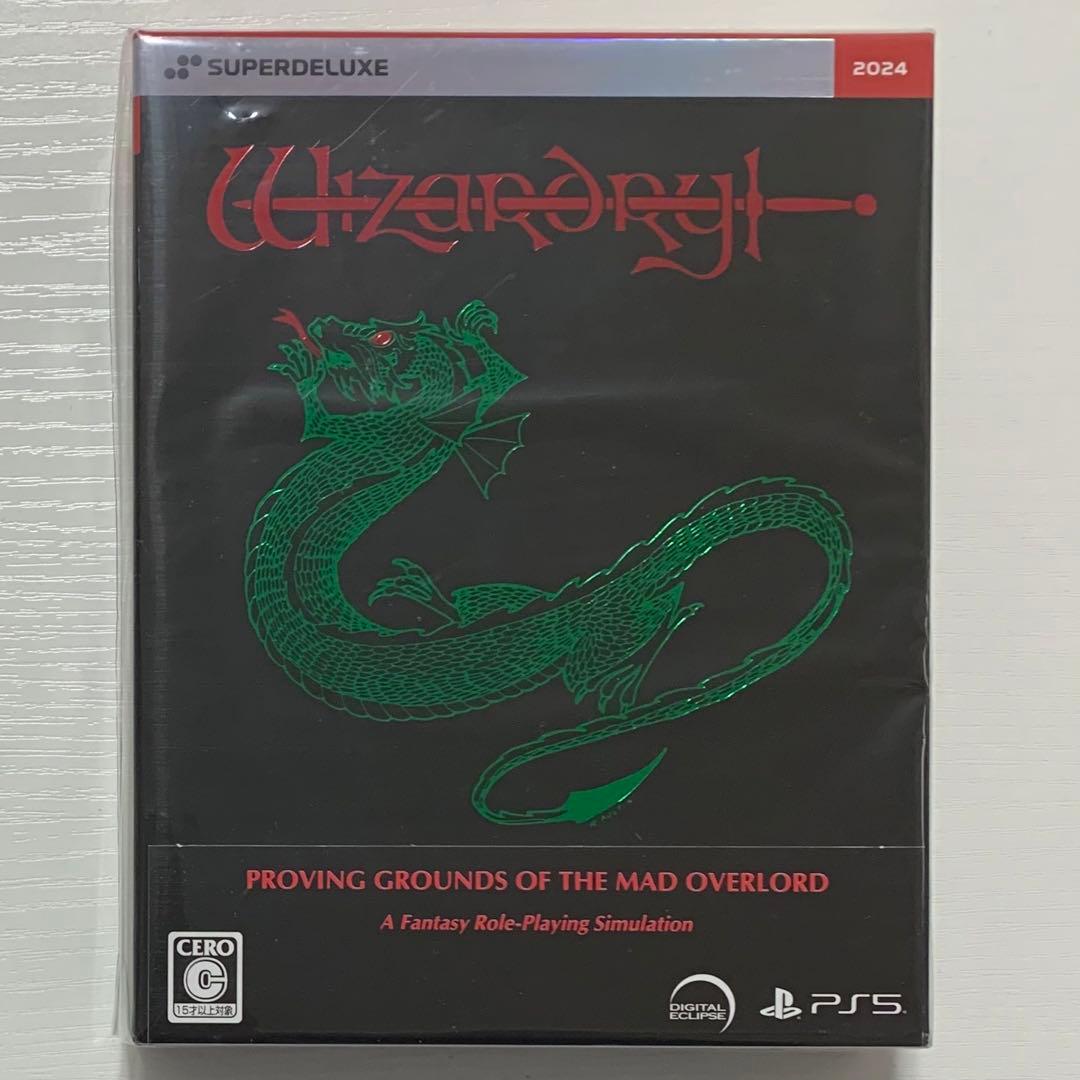 SUPERDELUXE
2024
Wizardry
PROVING GROUNDS OF THE MAD OVERLORD
A Fantasy Role-Playing Simulation
CERO
C
15才以上対象
DIGITAL
ECLIPSE
PS5